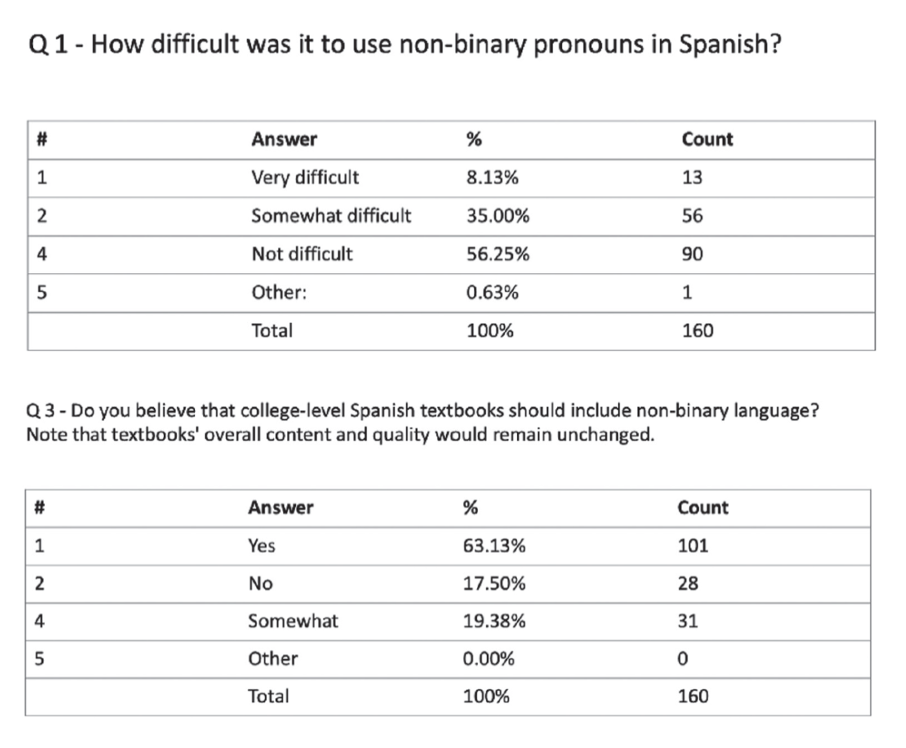 Q 1 - How difficult was it to use non-binary pronouns in Spanish?
# Answer % Count
1 Very difficult 8.13% 13
2 Somewhat difficult 35.00% 56
4 Not difficult 56.25% 90
5 Other: 0.63% 1
Total 100% 160
Q 3 - Do you believe that college-level Spanish textbooks should include non-binary language?
Note that textbooks' overall content and quality would remain unchanged.
# Answer % Count
1 Yes 63.13% 101
2 No 17.50% 28
4 Somewhat 19.38% 31
5 Other 0.00% 0
Total 100% 160